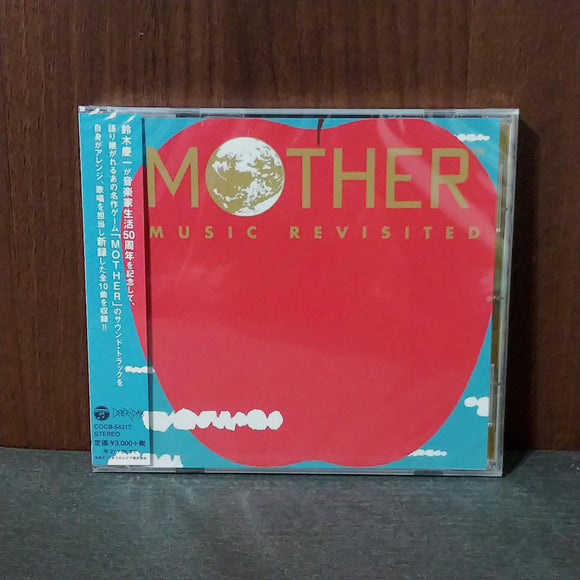 MOTHER
MUSIC REVISITED
鈴木慶一が音楽家生活50周年を記念して、
語り継がれるあの名作ゲーム「MOTHER」のサウンド・トラックを
自身がアレンジ、歌唱を担当し新録した全10曲を収録!!
COCB-54317
STEREO
定価 ¥3,000+税